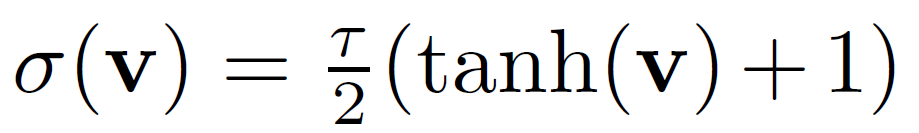 σ(𝐯) = τ/2 (tanh(𝐯) + 1)